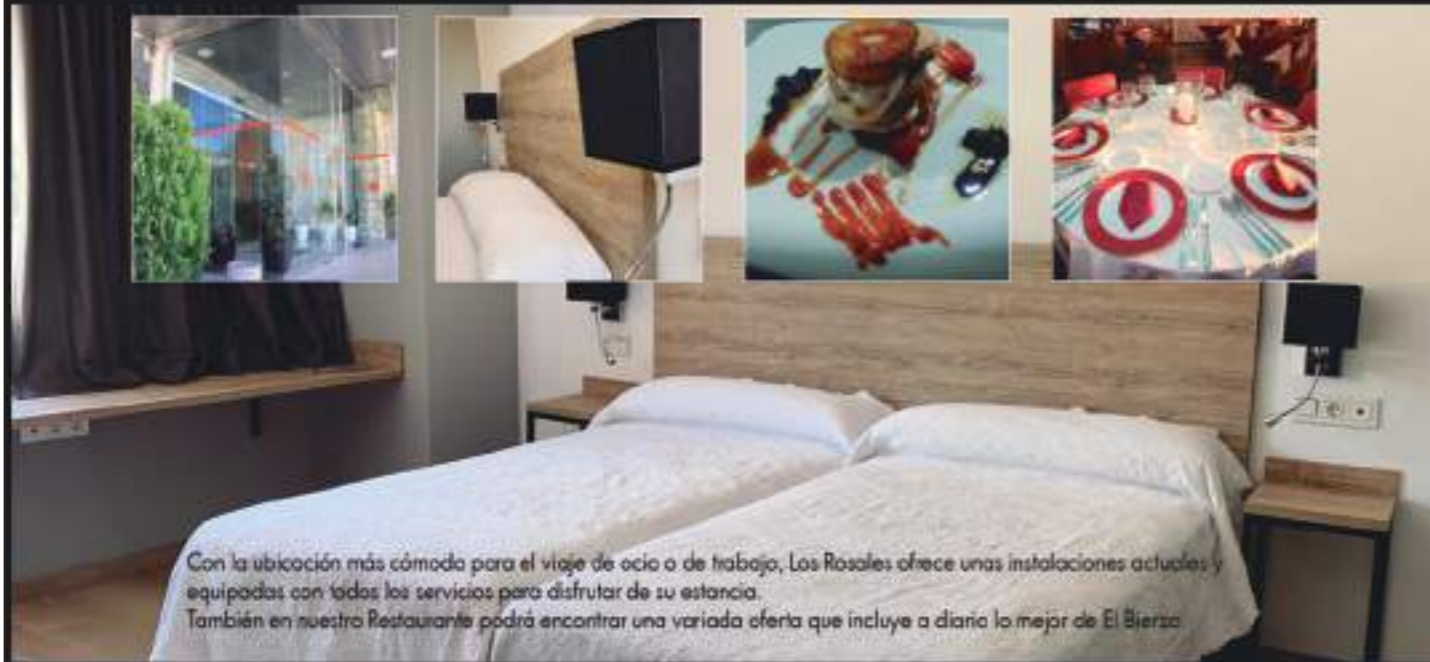 Con la ubicación más cómoda para el viaje de ocio o de trabajo, Los Rosales ofrece unas instalaciones actuales y
equipadas con todos los servicios para disfrutar de su estancia.
También en nuestro Restaurante podrá encontrar una variada oferta que incluye a diario lo mejor de El Bierzo